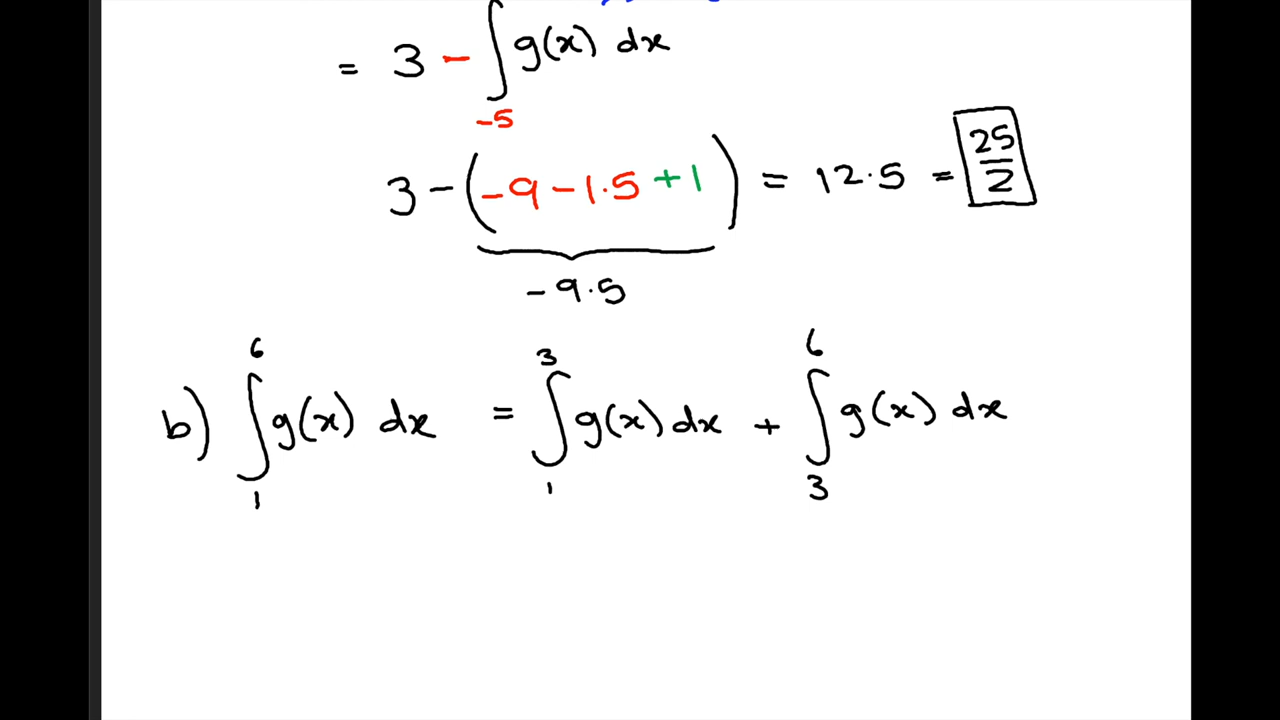 = 3 - ∫_{-5} g(x) dx
3 - (-9 - 1.5 + 1) = 12.5 = 25/2
-9.5
b) ∫_1^6 g(x) dx = ∫_1^3 g(x) dx + ∫_3^6 g(x) dx